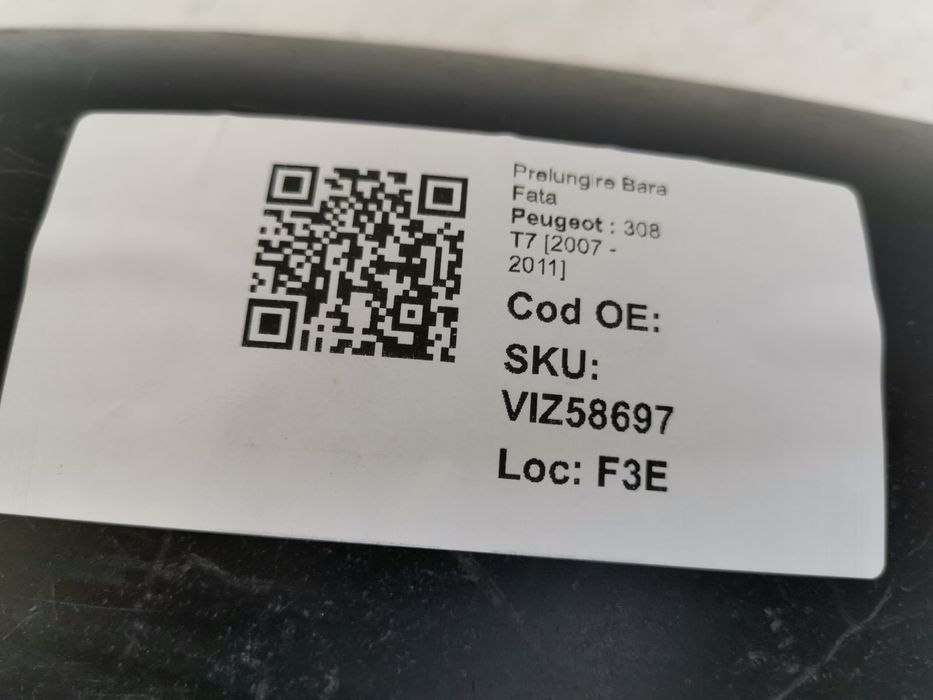 Prelungire Bara
Fata
Peugeot : 308
T7 [2007 -
2011]
Cod OE:
SKU:
VIZ58697
Loc: F3E